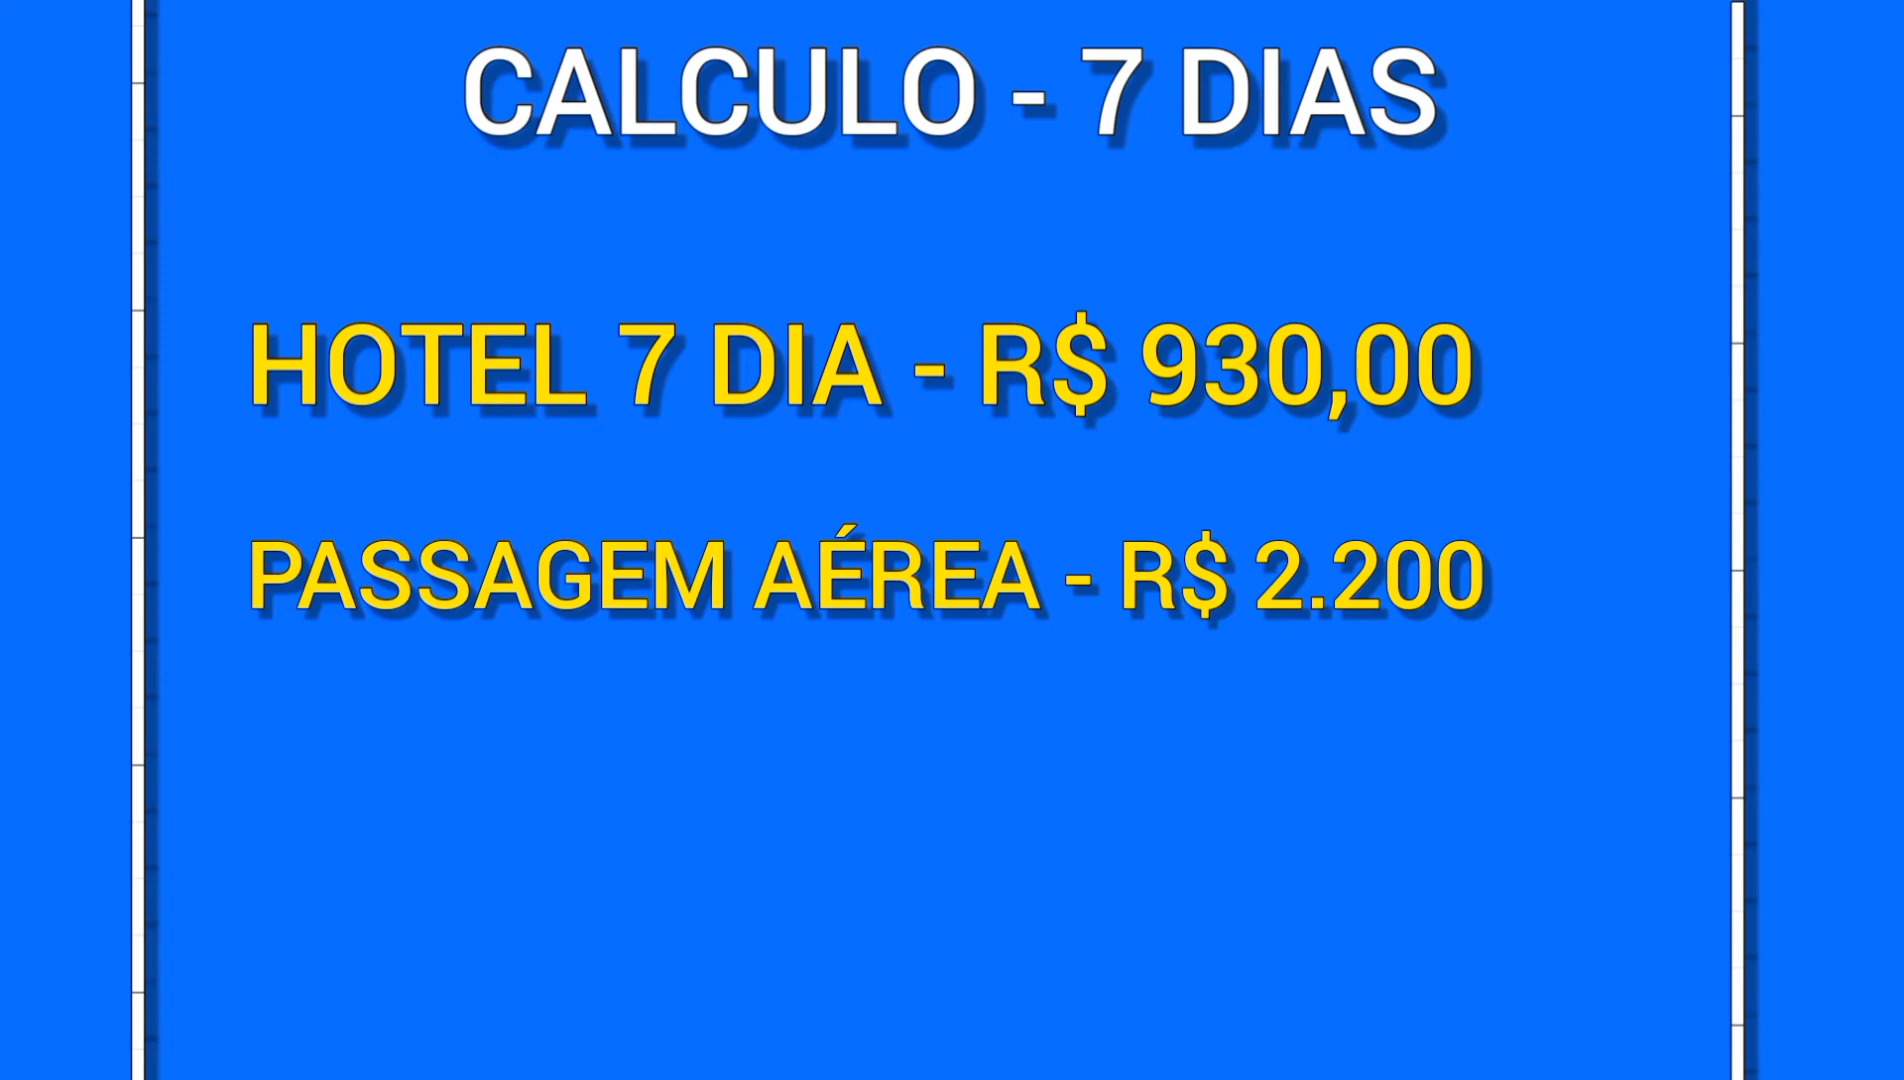 CALCULO - 7 DIAS
HOTEL 7 DIA - R$ 930,00
PASSAGEM AÉREA - R$ 2.200